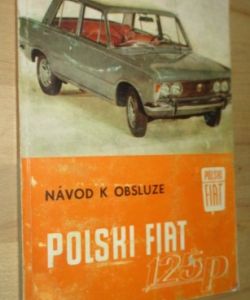 NÁVOD K OBSLUZE
POLSKI
FIAT
POLSKI FIAT
125p